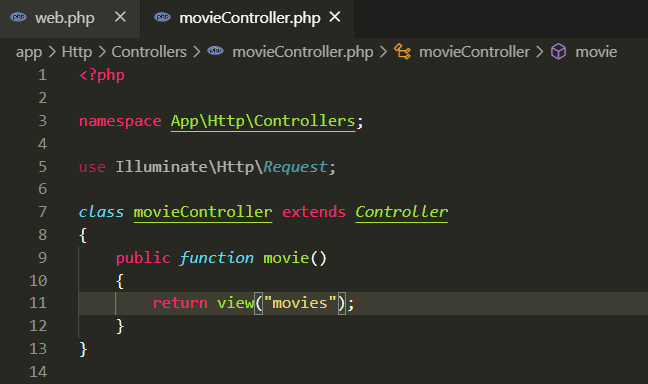 web.php × movieController.php ×
app > Http > Controllers > movieController.php > movieController > movie
1 <?php
2
3 namespace App\Http\Controllers;
4
5 use Illuminate\Http\Request;
6
7 class movieController extends Controller
8 {
9     public function movie()
10     {
11         return view("movies");
12     }
13 }
14